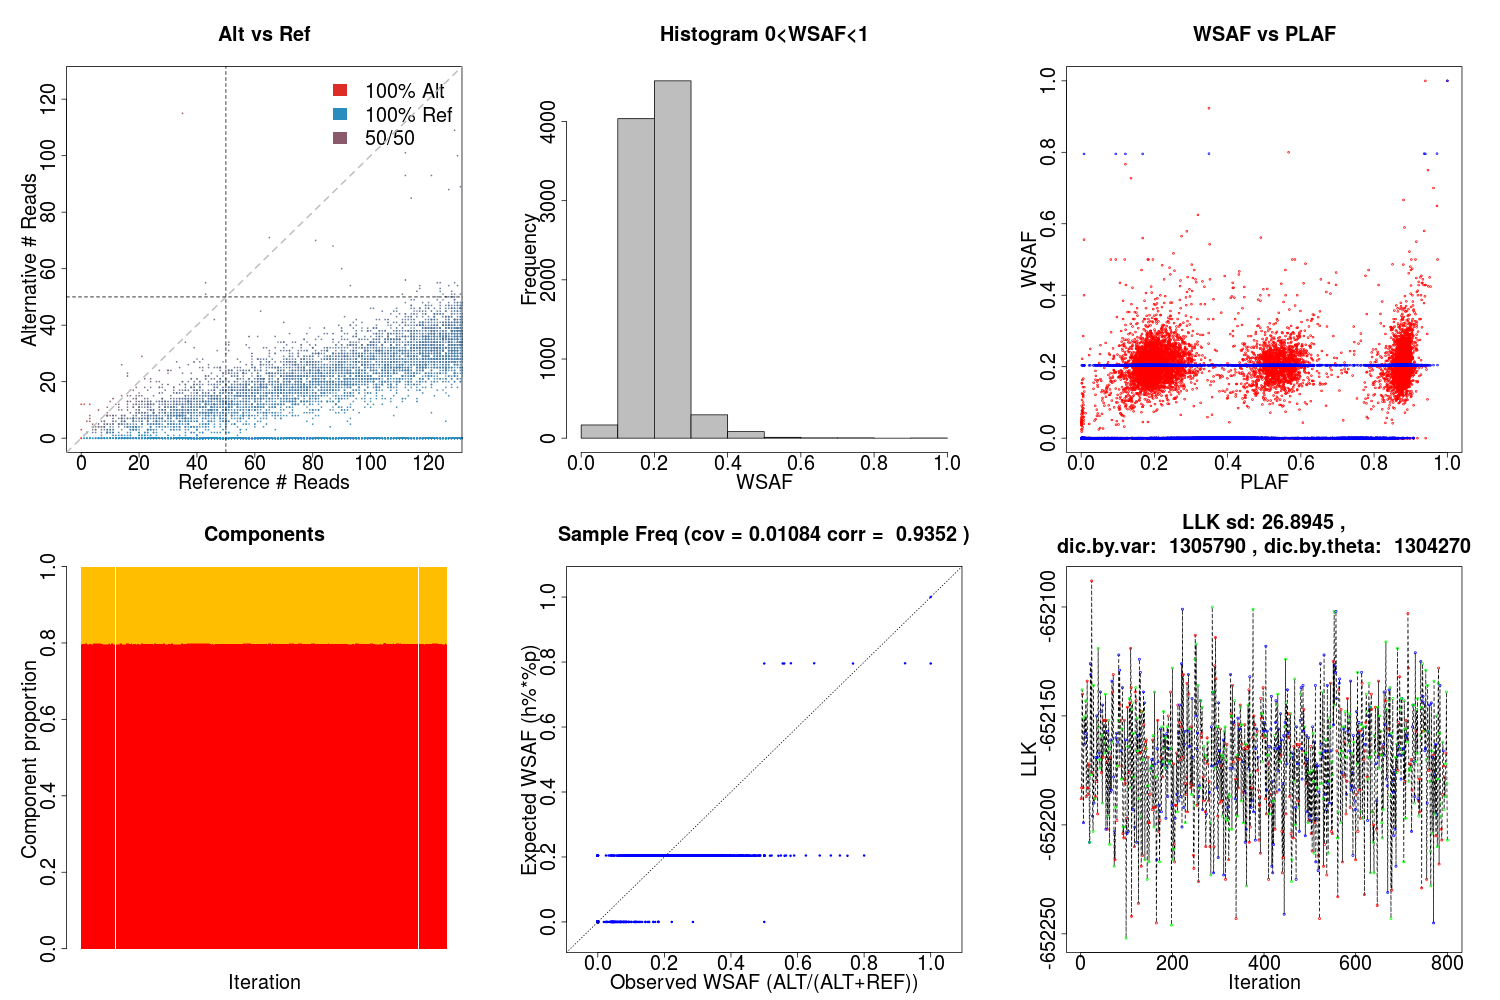 Alt vs Ref
100% Alt
100% Ref
50/50
Alternative # Reads
0 20 40 60 80 100 120
0 20 40 60 80 100 120
Reference # Reads
Histogram 0<WSAF<1
Frequency
0 1000 2000 3000 4000
0.0 0.2 0.4 0.6 0.8 1.0
WSAF
WSAF vs PLAF
WSAF
0.0 0.2 0.4 0.6 0.8 1.0
0.0 0.2 0.4 0.6 0.8 1.0
PLAF
Components
Component proportion
0.0 0.2 0.4 0.6 0.8 1.0
Iteration
Sample Freq (cov = 0.01084 corr = 0.9352 )
Expected WSAF (h%*%p)
0.0 0.2 0.4 0.6 0.8 1.0
0.0 0.2 0.4 0.6 0.8 1.0
Observed WSAF (ALT/(ALT+REF))
LLK sd: 26.8945 ,
dic.by.var: 1305790 , dic.by.theta: 1304270
LLK
-652250 -652200 -652150 -652100
0 200 400 600 800
Iteration